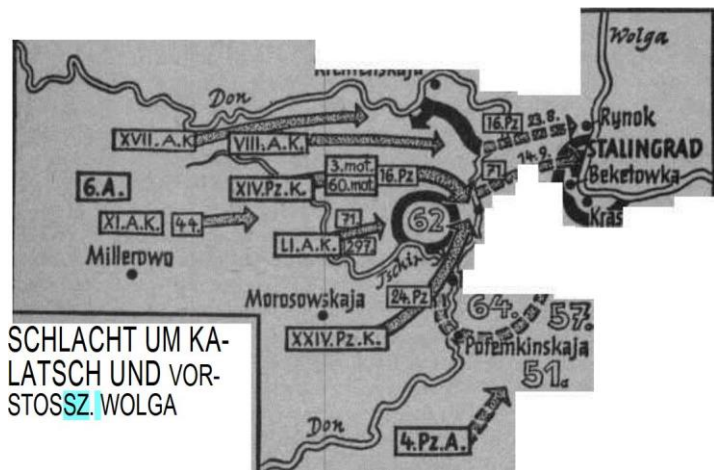 Wolga
Don
16.Pz
23.8.
Rynok
XVII.A.K
VIII.A.K.
14.9.
STALINGRAD
3.mot.
60.mot.
16.Pz
71
Beketowka
6.A.
XIV.Pz.K
XI.A.K
44.
71
62
Kras
LI.A.K.
297.
Tschir
Millerowo
Morosowskaja
24.Pz
64.
57.
XXIV.Pz.K.
Potemkinskaja
51.
SCHLACHT UM KA-
LATSCH UND VOR-
STOSSZ. WOLGA
Don
4.Pz.A.